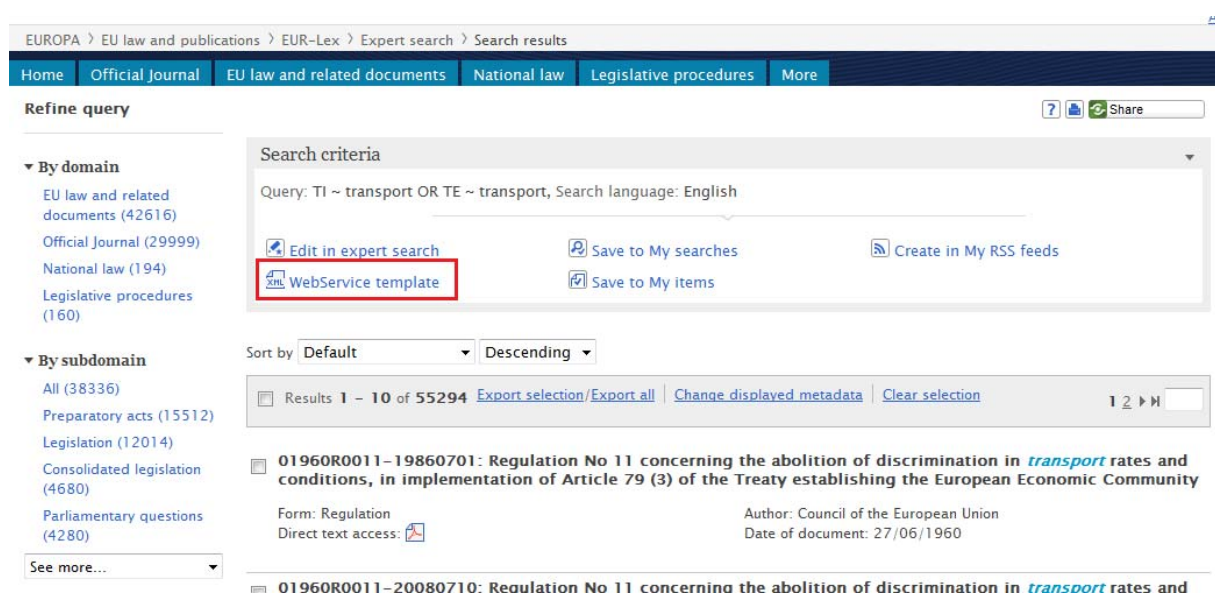 EUROPA > EU law and publications > EUR-Lex > Expert search > Search results
Home Official Journal EU law and related documents National law Legislative procedures More
Refine query
? Share
By domain
EU law and related
documents (42616)
Official Journal (29999)
National law (194)
Legislative procedures
(160)
By subdomain
All (38336)
Preparatory acts (15512)
Legislation (12014)
Consolidated legislation
(4680)
Parliamentary questions
(4280)
See more...
Search criteria
Query: TI ~ transport OR TE ~ transport, Search language: English
Edit in expert search Save to My searches Create in My RSS feeds
XML WebService template Save to My items
Sort by Default Descending
Results 1 - 10 of 55294 Export selection/Export all Change displayed metadata Clear selection 1 2
01960R0011-19860701: Regulation No 11 concerning the abolition of discrimination in transport rates and
conditions, in implementation of Article 79 (3) of the Treaty establishing the European Economic Community
Form: Regulation Author: Council of the European Union
Direct text access: Date of document: 27/06/1960
01960R0011-20080710: Regulation No 11 concerning the abolition of discrimination in transport rates and